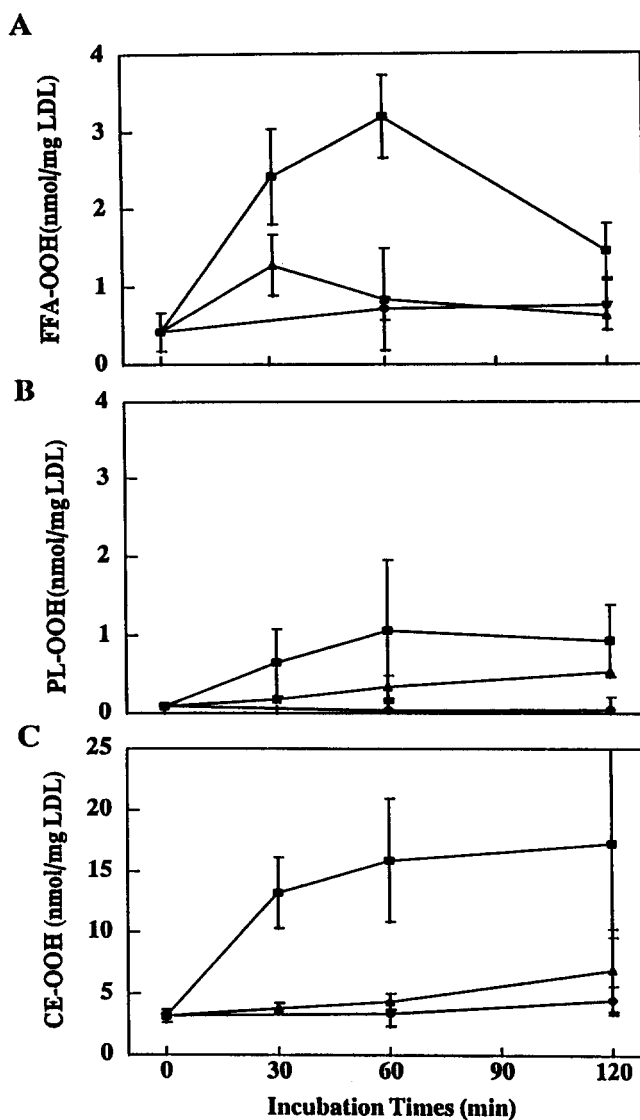 A
FFA-OOH(nmol/mg LDL)
4
3
2
1
0
B
PL-OOH(nmol/mg LDL)
4
3
2
1
0
C
CE-OOH (nmol/mg LDL)
25
20
15
10
5
0
0 30 60 90 120
Incubation Times (min)